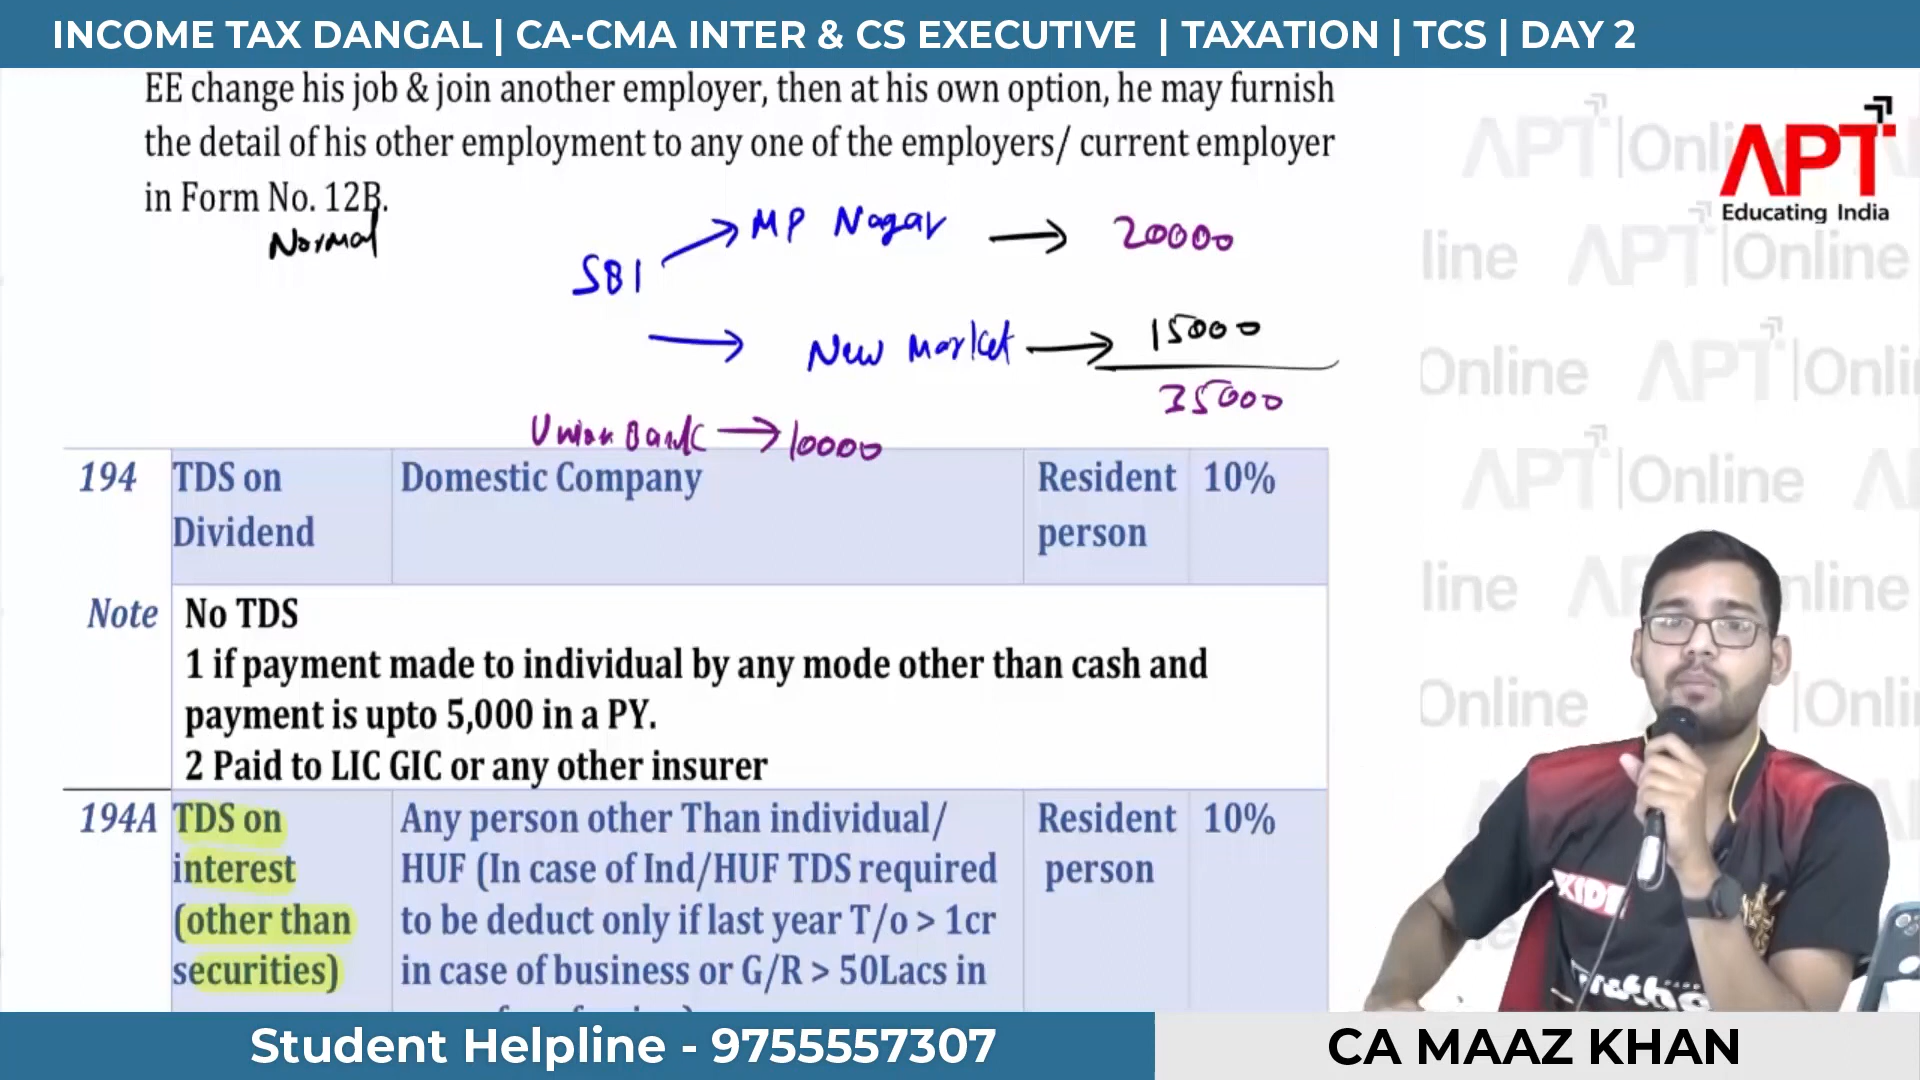 INCOME TAX DANGAL | CA-CMA INTER & CS EXECUTIVE | TAXATION | TCS | DAY 2
EE change his job & join another employer, then at his own option, he may furnish
the detail of his other employment to any one of the employers/ current employer
in Form No. 12B.
Normal
SBI
MP Nagar
20000
New Market
15000
35000
Union Bank
10000
194
TDS on
Dividend
Domestic Company
Resident
person
10%
Note
No TDS
1 if payment made to individual by any mode other than cash and
payment is upto 5,000 in a PY.
2 Paid to LIC GIC or any other insurer
194A
TDS on
interest
(other than
securities)
Any person other Than individual/
HUF (In case of Ind/HUF TDS required
to be deduct only if last year T/o > 1cr
in case of business or G/R > 50Lacs in
Resident
person
10%
APT
Educating India
APT Online
Student Helpline - 9755557307
CA MAAZ KHAN